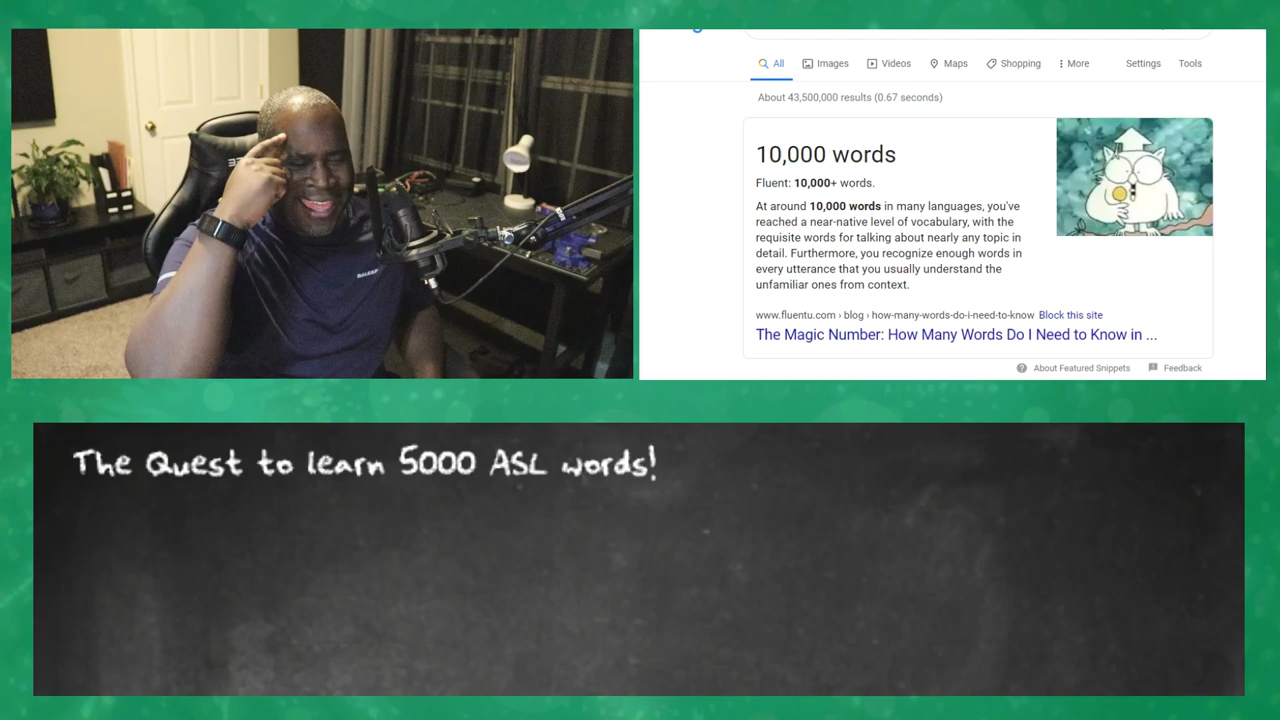 All Images Videos Maps Shopping More Settings Tools
About 43,500,000 results (0.67 seconds)
10,000 words
Fluent: 10,000+ words.
At around 10,000 words in many languages, you've
reached a near-native level of vocabulary, with the
requisite words for talking about nearly any topic in
detail. Furthermore, you recognize enough words in
every utterance that you usually understand the
unfamiliar ones from context.
www.fluentu.com › blog › how-many-words-do-i-need-to-know Block this site
The Magic Number: How Many Words Do I Need to Know in ...
About Featured Snippets Feedback
The Quest to learn 5000 ASL words!